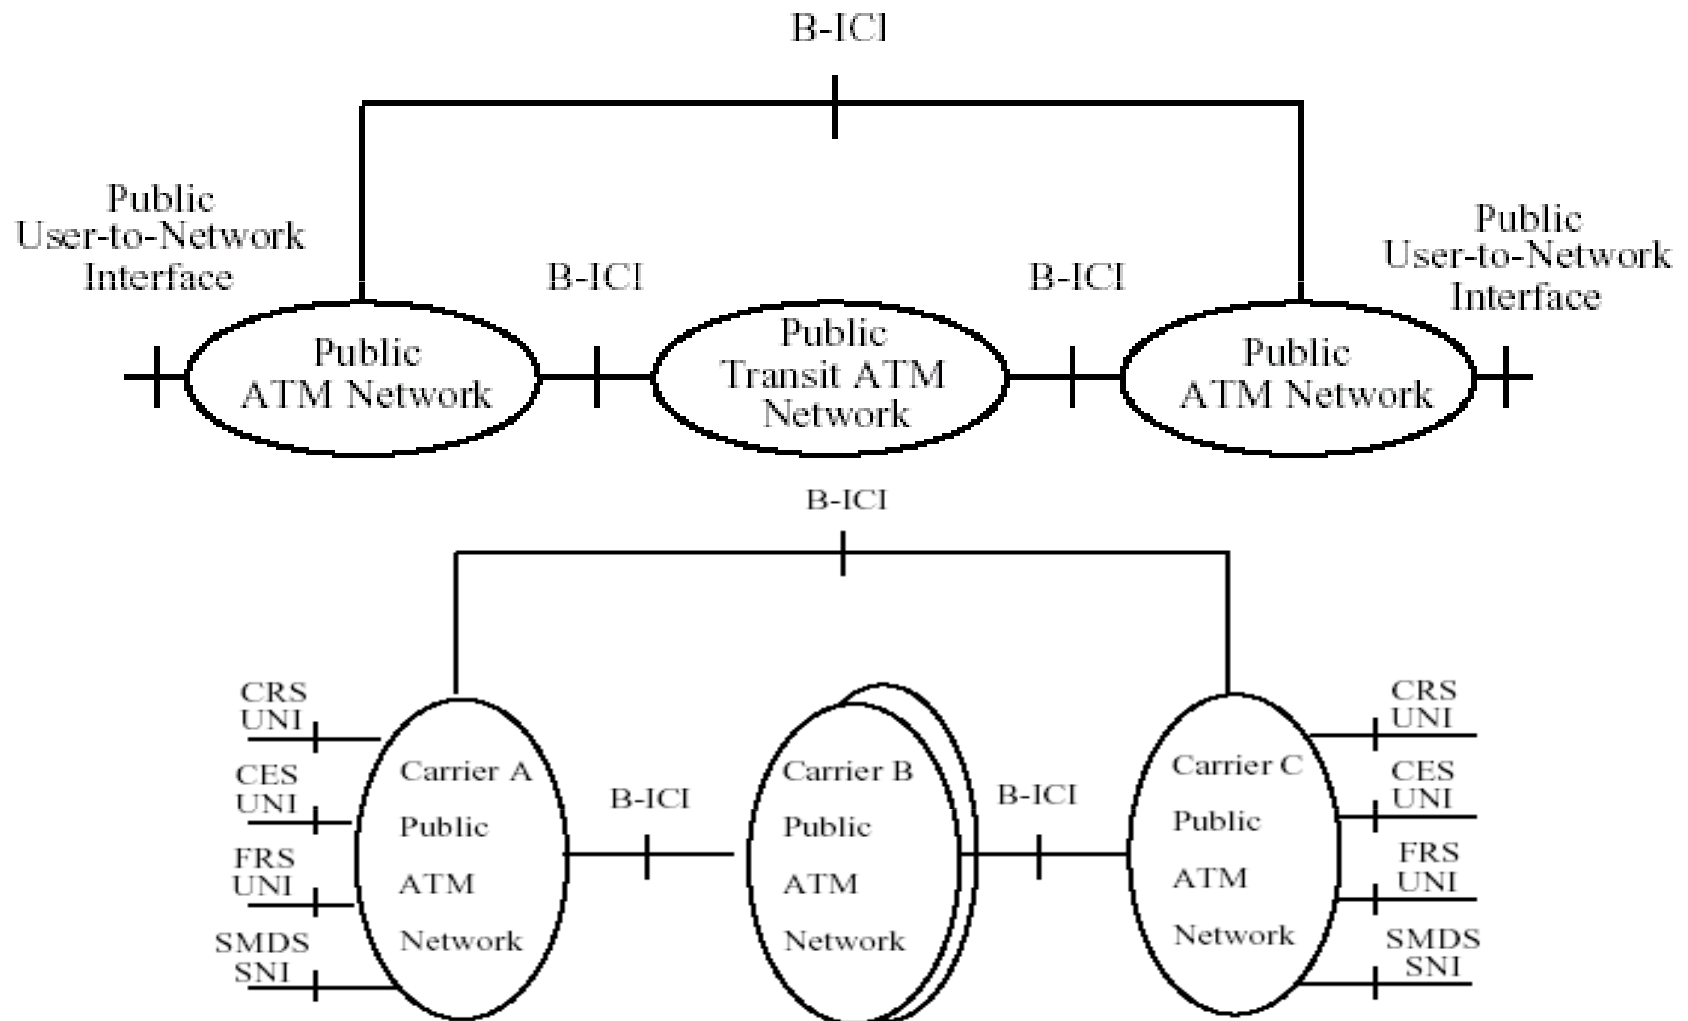 B-ICI
Public
User-to-Network
Interface
B-ICI
B-ICI
Public
User-to-Network
Interface
Public
ATM Network
Public
Transit ATM
Network
Public
ATM Network
B-ICI
CRS
UNI
CES
UNI
FRS
UNI
SMDS
SNI
Carrier A
Public
ATM
Network
B-ICI
Carrier B
Public
ATM
Network
B-ICI
Carrier C
Public
ATM
Network
CRS
UNI
CES
UNI
FRS
UNI
SMDS
SNI